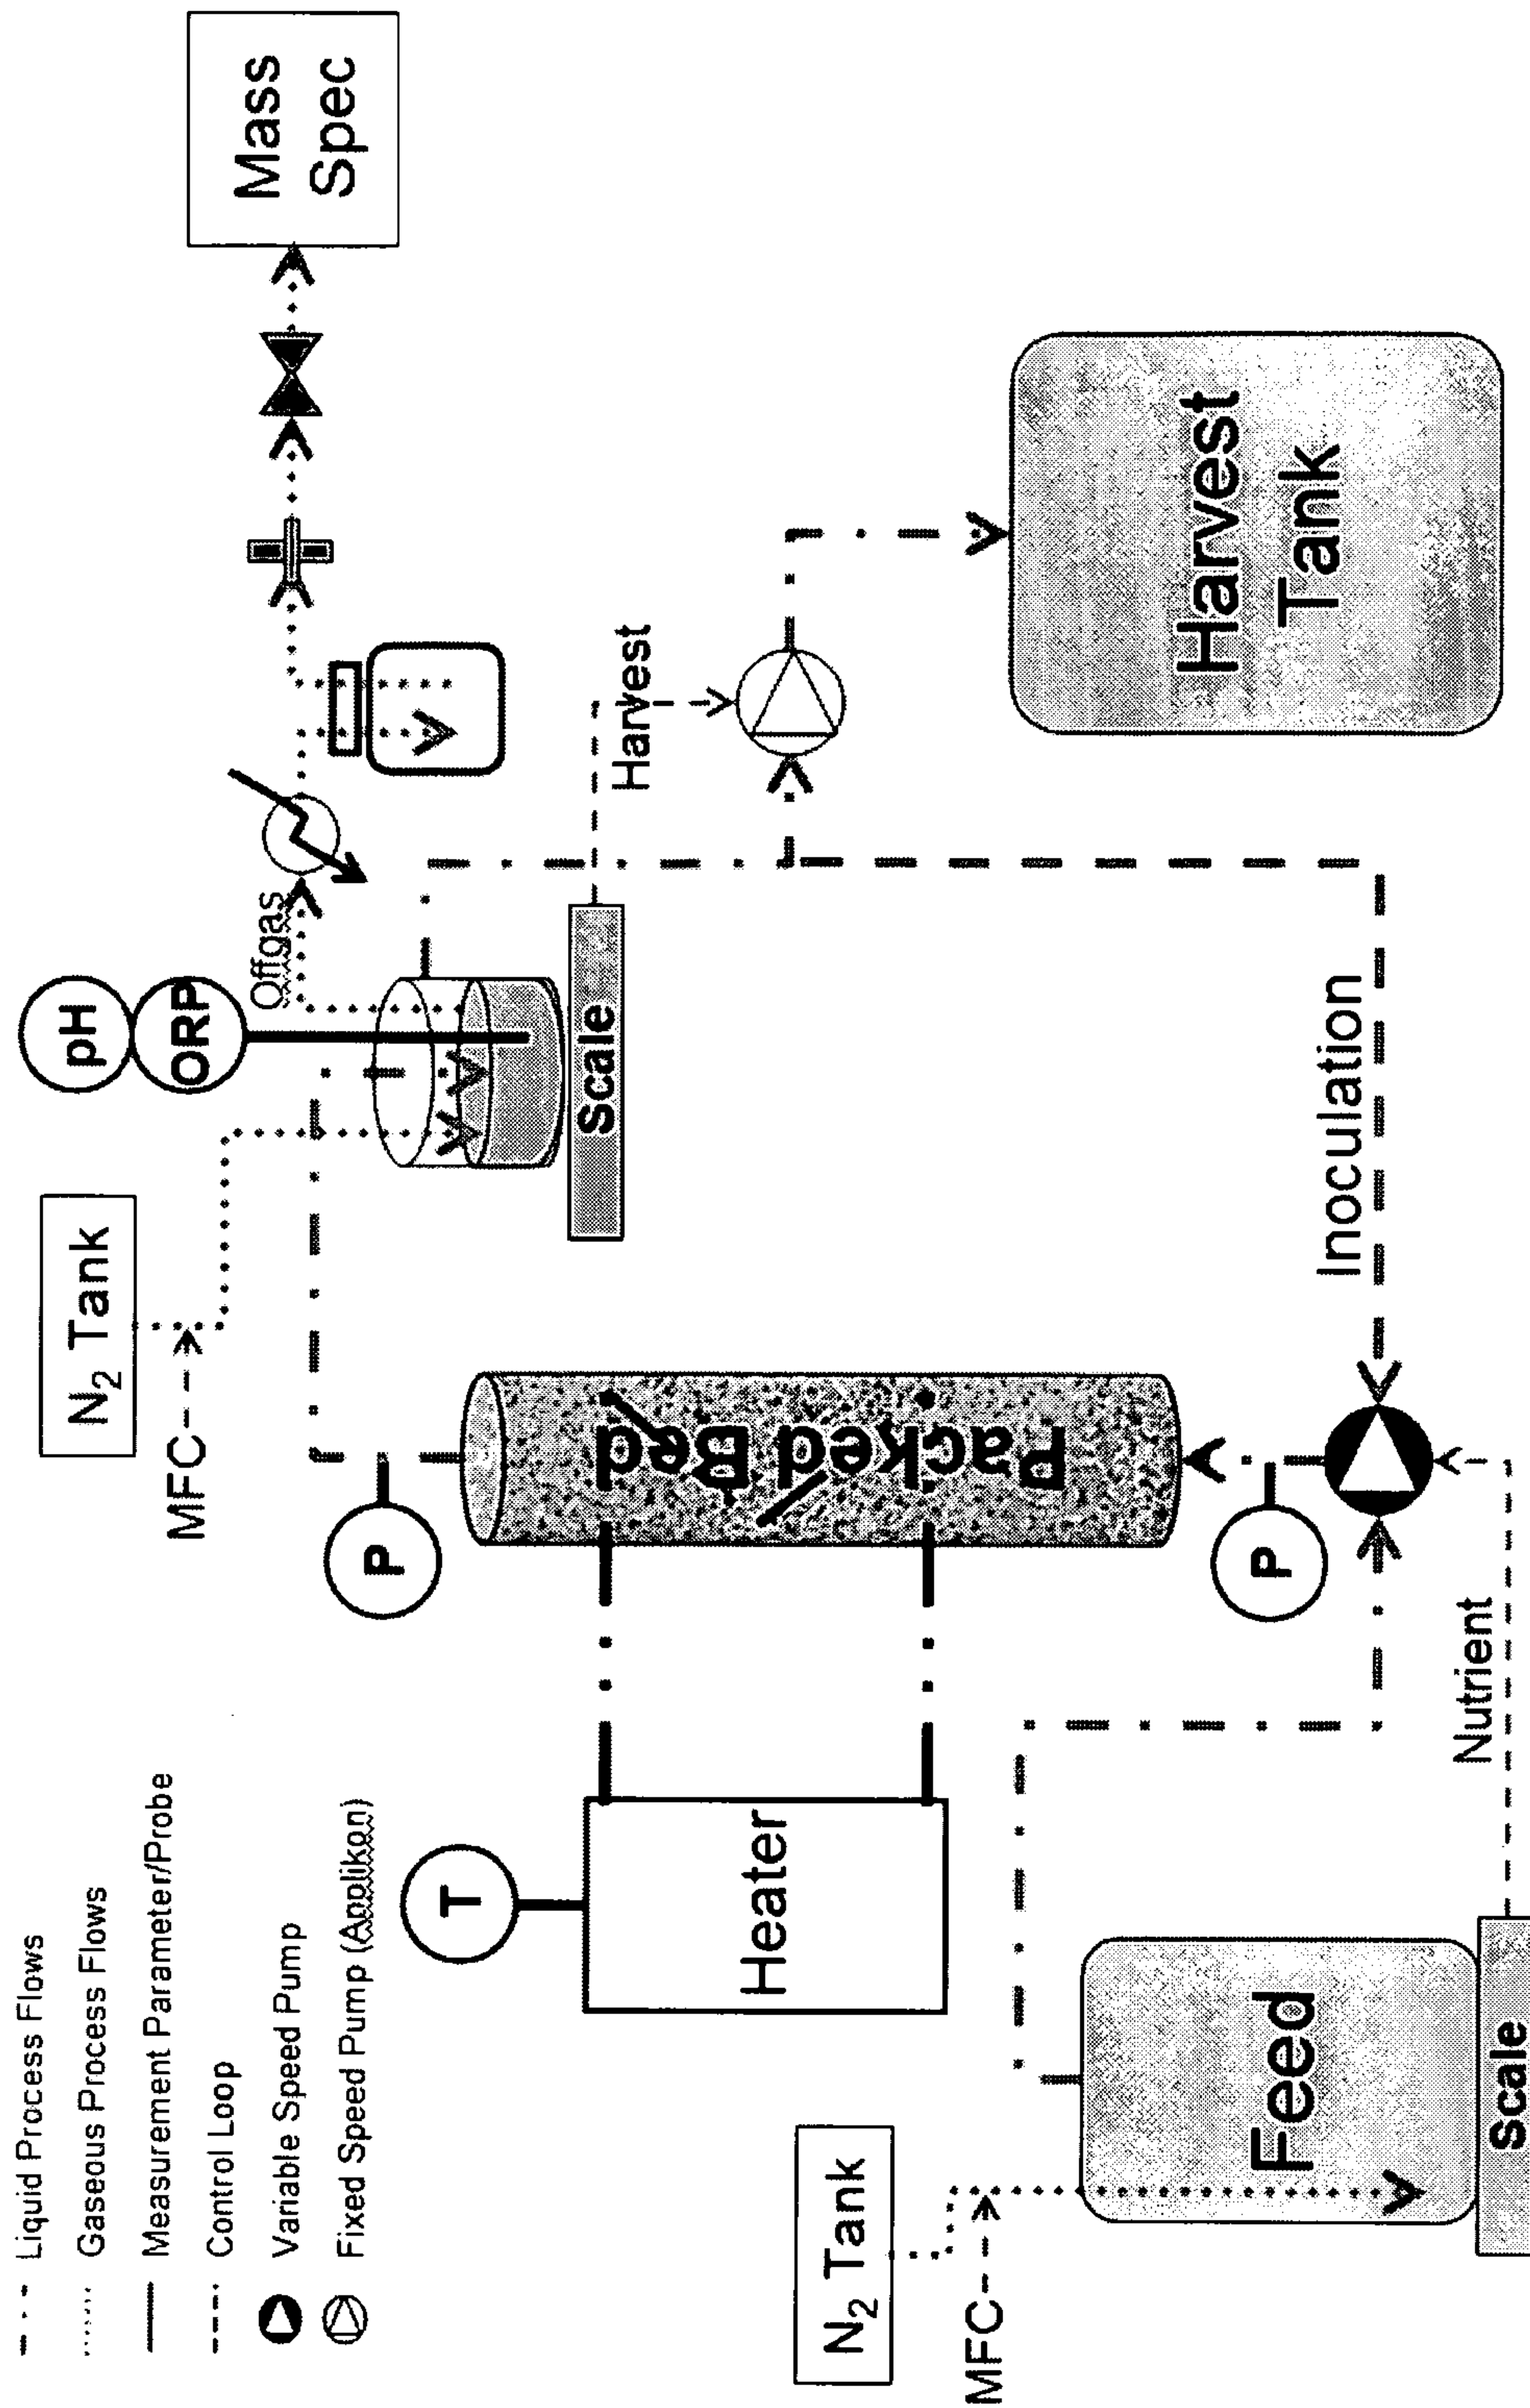 Liquid Process Flows
Gaseous Process Flows
Measurement Parameter/Probe
Control Loop
Variable Speed Pump
Fixed Speed Pump (Applikon)
N₂ Tank
MFC
Feed
Scale
Nutrient
T
Heater
P
P
Packed Bed
Inoculation
N₂ Tank
MFC
pH
ORP
Offgas
Scale
Harvest
Harvest
Tank
Mass
Spec